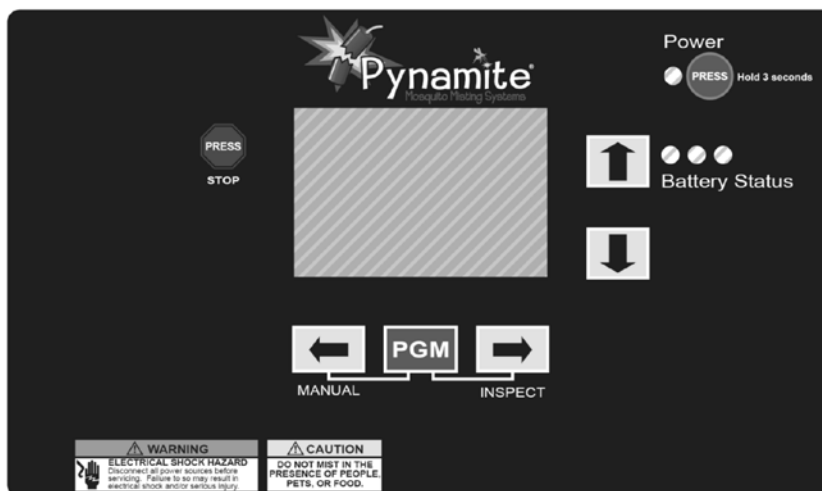 Pynamite®
Mosquito Misting Systems
Power
PRESS Hold 3 seconds
PRESS
STOP
Battery Status
PGM
MANUAL
INSPECT
WARNING
ELECTRICAL SHOCK HAZARD
Disconnect all power sources before
servicing. Failure to so may result in
electrical shock and/or serious injury.
CAUTION
DO NOT MIST IN THE
PRESENCE OF PEOPLE,
PETS, OR FOOD.